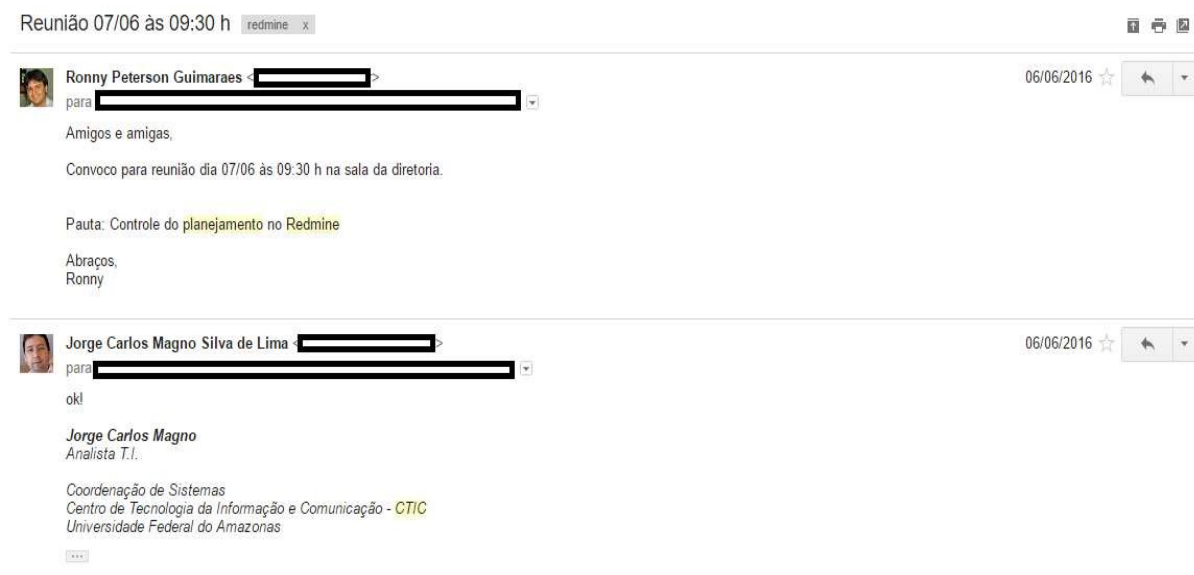 Reunião 07/06 às 09:30 h redmine x
Ronny Peterson Guimaraes < > 06/06/2016
para
Amigos e amigas,
Convoco para reunião dia 07/06 às 09:30 h na sala da diretoria.
Pauta: Controle do planejamento no Redmine
Abraços,
Ronny
Jorge Carlos Magno Silva de Lima < > 06/06/2016
para
ok!
Jorge Carlos Magno
Analista T.I.
Coordenação de Sistemas
Centro de Tecnologia da Informação e Comunicação - CTIC
Universidade Federal do Amazonas
...